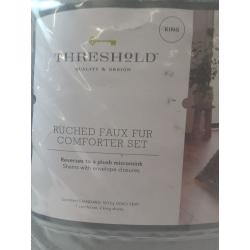 THRESHOLD
QUALITY & DESIGN
KING
RUCHED FAUX FUR
COMFORTER SET
Reverses to a plush micromink
Shams with envelope closures